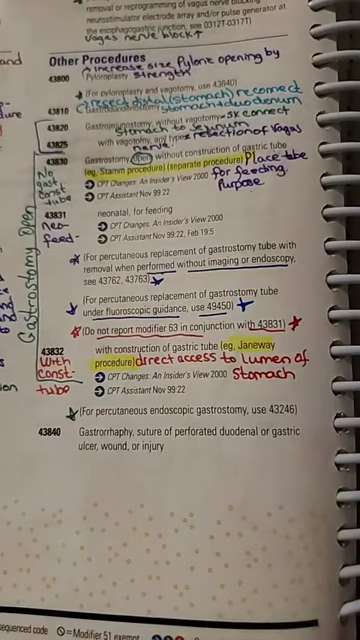 removal or reprogramming of vagus nerve blocking
neurostimulator electrode array and/or pulse generator at
the esophagogastric junction, see 0312T-0317T)
Vagus nerve block
Other Procedures
increase size Pyloric opening by
43800 Pyloroplasty strength
(For pyloroplasty and vagotomy, use 43640)
resect distal (stomach) reconnect
43810 Gastroduodenostomy stomach + duodenum
43820 Gastrojejunostomy, without vagotomy connect
stomach to jejunum
43825 with vagotomy, any type resection of vagus
nerve
43830 Gastrostomy, open; without construction of gastric tube
(eg, Stamm procedure) (separate procedure) Place tube
for feeding
Purpose
CPT Changes: An Insider's View 2000
CPT Assistant Nov 99:22
No
Const
tube
Gastrostomy Open
43831 neonatal, for feeding
neo-
feed-
CPT Changes: An Insider's View 2000
CPT Assistant Nov 99:22, Feb 19:5
(For percutaneous replacement of gastrostomy tube with
removal when performed without imaging or endoscopy,
see 43762, 43763)
(For percutaneous replacement of gastrostomy tube
under fluoroscopic guidance, use 49450)
(Do not report modifier 63 in conjunction with 43831)
43832 with construction of gastric tube (eg, Janeway
procedure) direct access to Lumen of
Stomach
With
const-
tube
CPT Changes: An Insider's View 2000
CPT Assistant Nov 99:22
(For percutaneous endoscopic gastrostomy, use 43246)
43840 Gastrorrhaphy, suture of perforated duodenal or gastric
ulcer, wound, or injury
sequenced code =Modifier 51 exempt